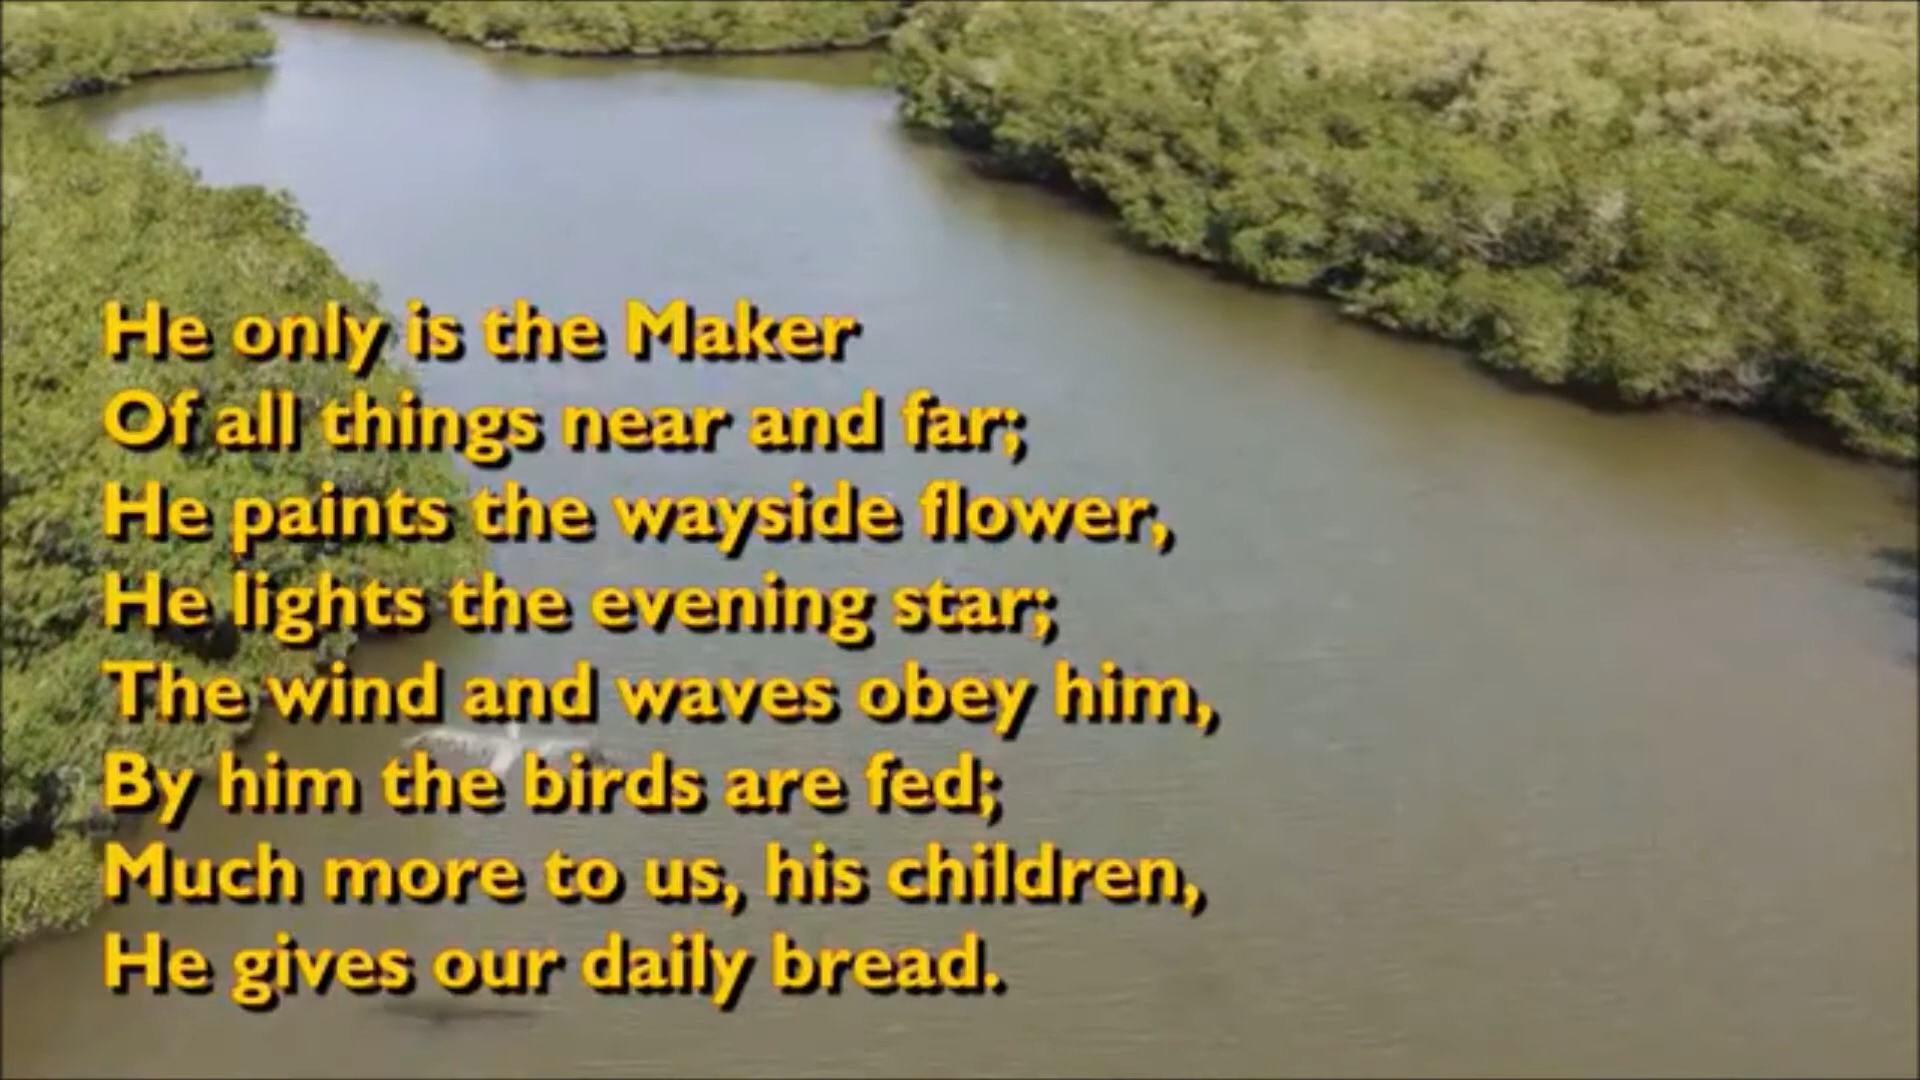 He only is the Maker
Of all things near and far;
He paints the wayside flower,
He lights the evening star;
The wind and waves obey him,
By him the birds are fed;
Much more to us, his children,
He gives our daily bread.